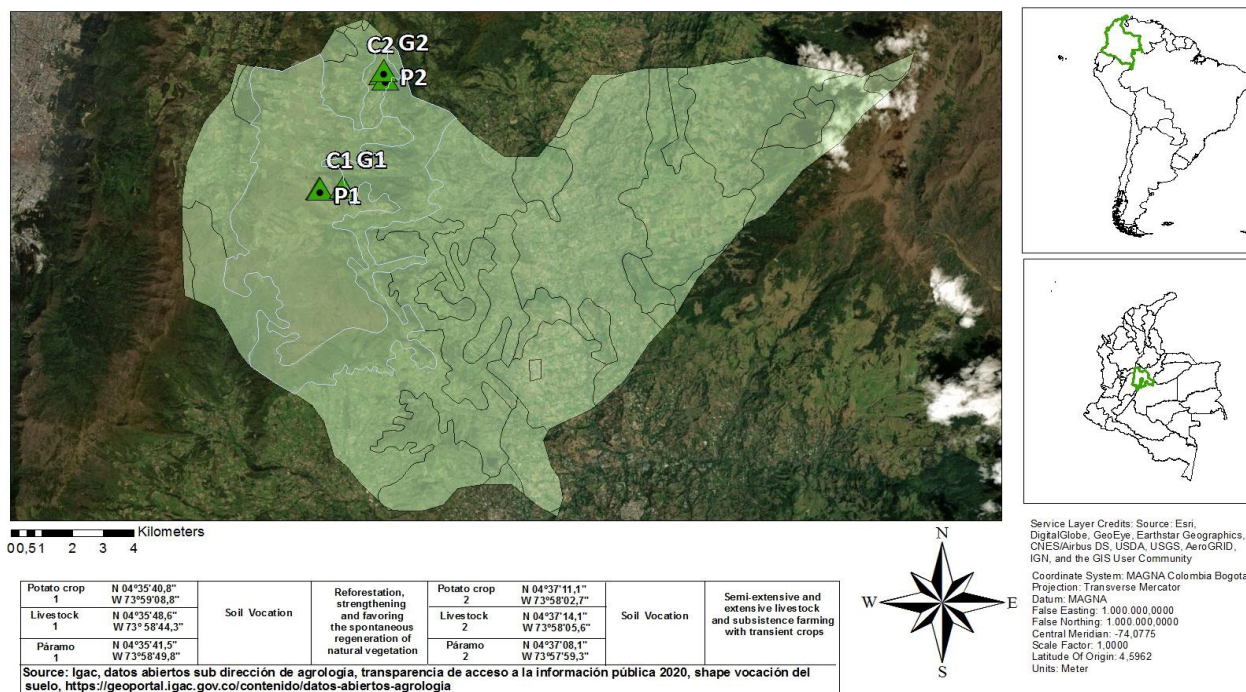 C2 G2
P2
C1 G1
P1
Kilometers
0 0,5 1 2 3 4
N
W E
S
Potato crop
1
N 04°35'40,8"
W 73°59'08,8"
Livestock
1
N 04°35'48,6"
W 73° 58'44,3"
Páramo
1
N 04°35'41,5"
W 73°58'49,8"
Soil Vocation
Reforestation,
strengthening
and favoring
the spontaneous
regeneration of
natural vegetation
Potato crop
2
N 04°37'11,1"
W 73°58'02,7"
Livestock
2
N 04°37'14,1"
W 73°58'05,6"
Páramo
2
N 04°37'08,1"
W 73°57'59,3"
Soil Vocation
Semi-extensive and
extensive livestock
and subsistence farming
with transient crops
Source: Igac, datos abiertos sub dirección de agrología, transparencia de acceso a la información pública 2020, shape vocación del
suelo, https://geoportal.igac.gov.co/contenido/datos-abiertos-agrologia
Service Layer Credits: Source: Esri,
DigitalGlobe, GeoEye, Earthstar Geographics,
CNES/Airbus DS, USDA, USGS, AeroGRID,
IGN, and the GIS User Community
Coordinate System: MAGNA Colombia Bogota
Projection: Transverse Mercator
Datum: MAGNA
False Easting: 1.000.000,0000
False Northing: 1.000.000,0000
Central Meridian: -74,0775
Scale Factor: 1,0000
Latitude Of Origin: 4,5962
Units: Meter